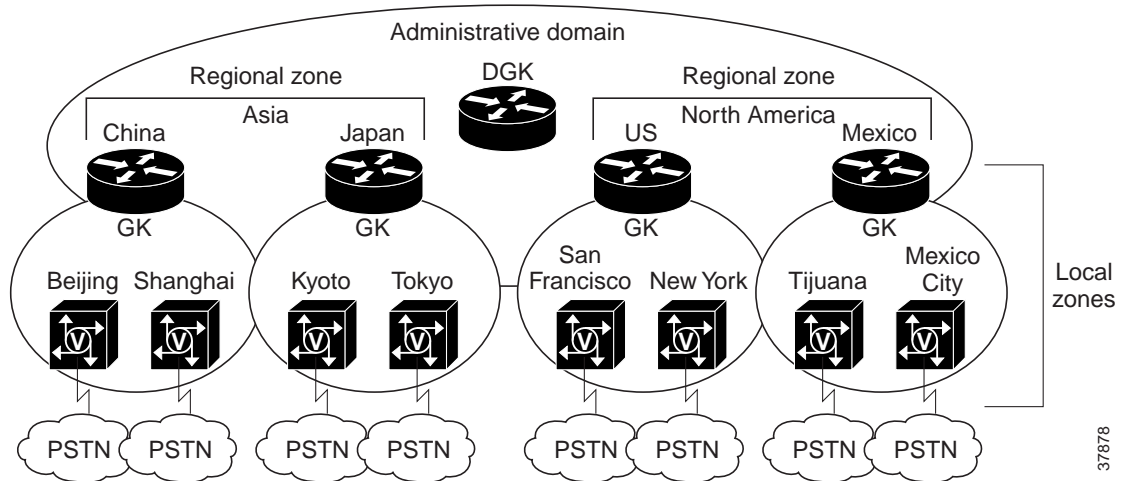 Administrative domain
Regional zone
DGK
Regional zone
Asia
North America
China
Japan
US
Mexico
GK
GK
GK
GK
Beijing
Shanghai
Kyoto
Tokyo
San
Francisco
New York
Tijuana
Mexico
City
Local
zones
V
V
V
V
V
V
V
V
PSTN
PSTN
PSTN
PSTN
PSTN
PSTN
PSTN
PSTN
37878